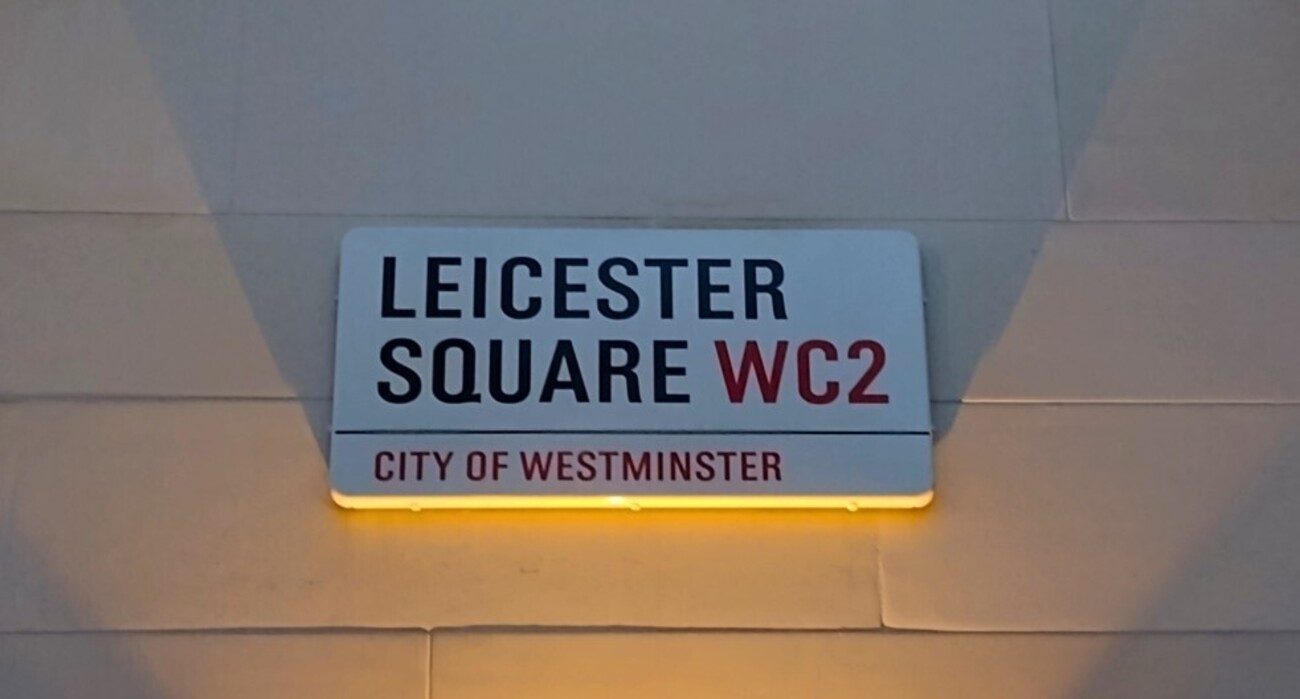 LEICESTER
SQUARE WC2
CITY OF WESTMINSTER